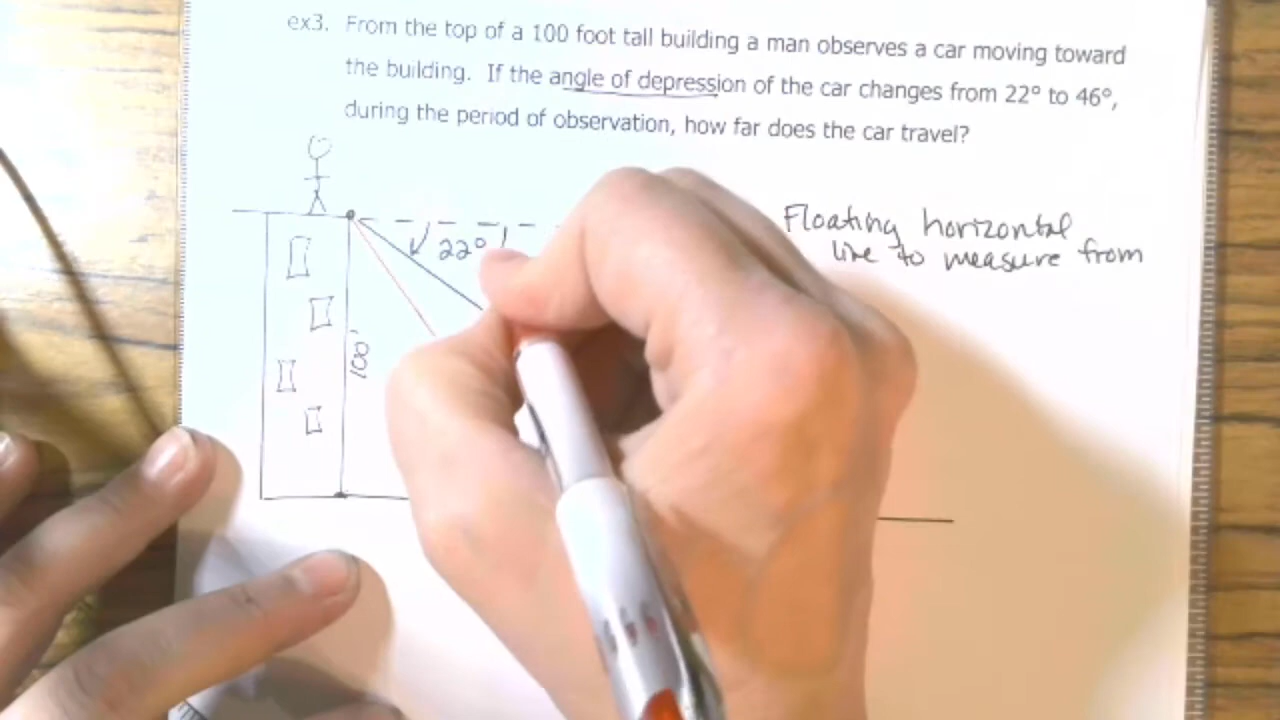 ex3. From the top of a 100 foot tall building a man observes a car moving toward
the building. If the angle of depression of the car changes from 22° to 46°,
during the period of observation, how far does the car travel?
Floating horizontal
line to measure from
22°
100'